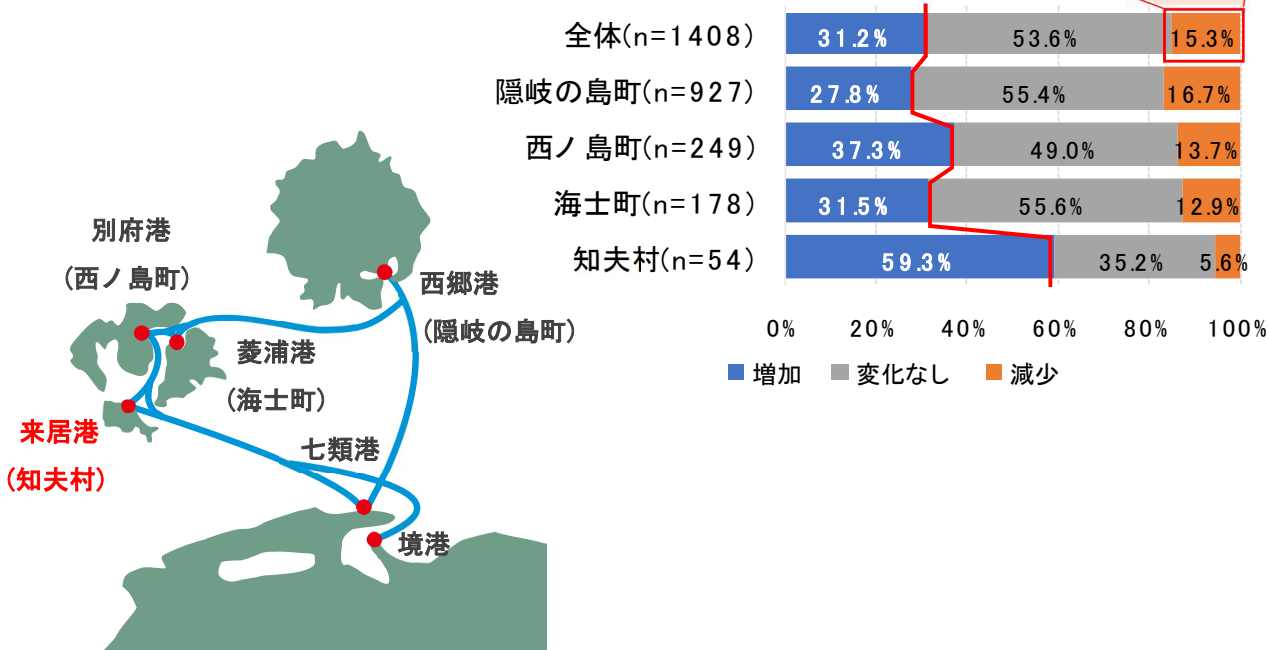 全体(n=1408)
31.2%
53.6%
15.3%
隠岐の島町(n=927)
27.8%
55.4%
16.7%
西ノ島町(n=249)
37.3%
49.0%
13.7%
海士町(n=178)
31.5%
55.6%
12.9%
知夫村(n=54)
59.3%
35.2%
5.6%
0% 20% 40% 60% 80% 100%
増加 変化なし 減少
別府港
(西ノ島町)
西郷港
(隠岐の島町)
菱浦港
(海士町)
来居港
(知夫村)
七類港
境港